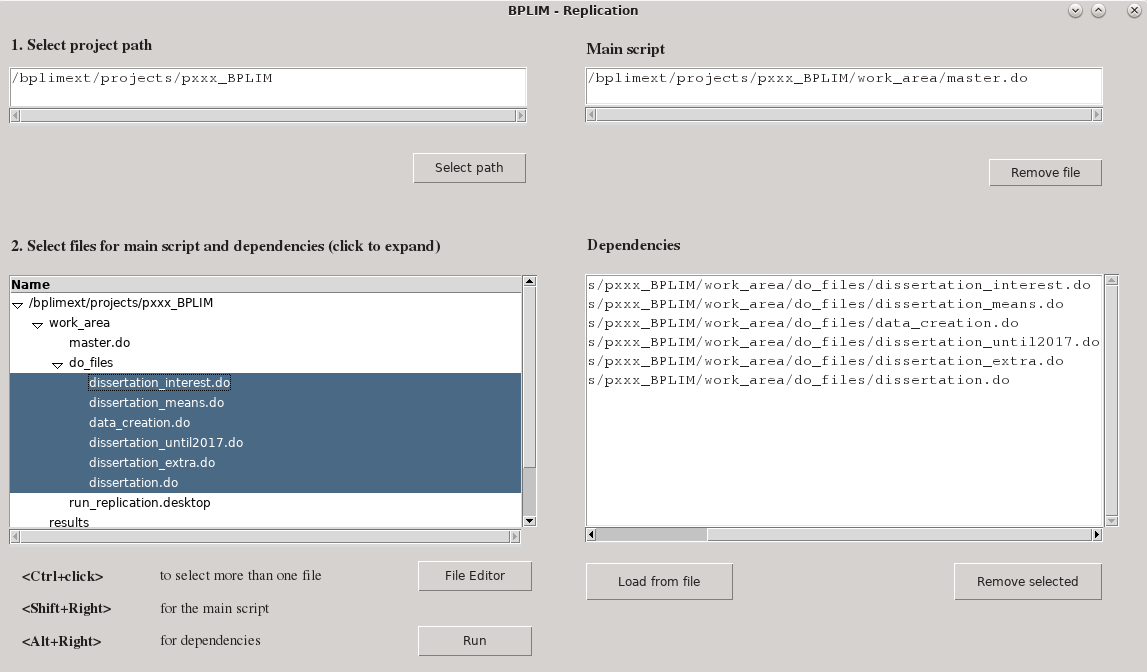 BPLIM - Replication
1. Select project path
/bplimext/projects/pxxx_BPLIM
Select path
Main script
/bplimext/projects/pxxx_BPLIM/work_area/master.do
Remove file
2. Select files for main script and dependencies (click to expand)
Name
/bplimext/projects/pxxx_BPLIM
work_area
master.do
do_files
dissertation_interest.do
dissertation_means.do
data_creation.do
dissertation_until2017.do
dissertation_extra.do
dissertation.do
run_replication.desktop
results
<Ctrl+click> to select more than one file
File Editor
<Shift+Right> for the main script
<Alt+Right> for dependencies
Run
Dependencies
s/pxxx_BPLIM/work_area/do_files/dissertation_interest.do
s/pxxx_BPLIM/work_area/do_files/dissertation_means.do
s/pxxx_BPLIM/work_area/do_files/data_creation.do
s/pxxx_BPLIM/work_area/do_files/dissertation_until2017.do
s/pxxx_BPLIM/work_area/do_files/dissertation_extra.do
s/pxxx_BPLIM/work_area/do_files/dissertation.do
Load from file
Remove selected